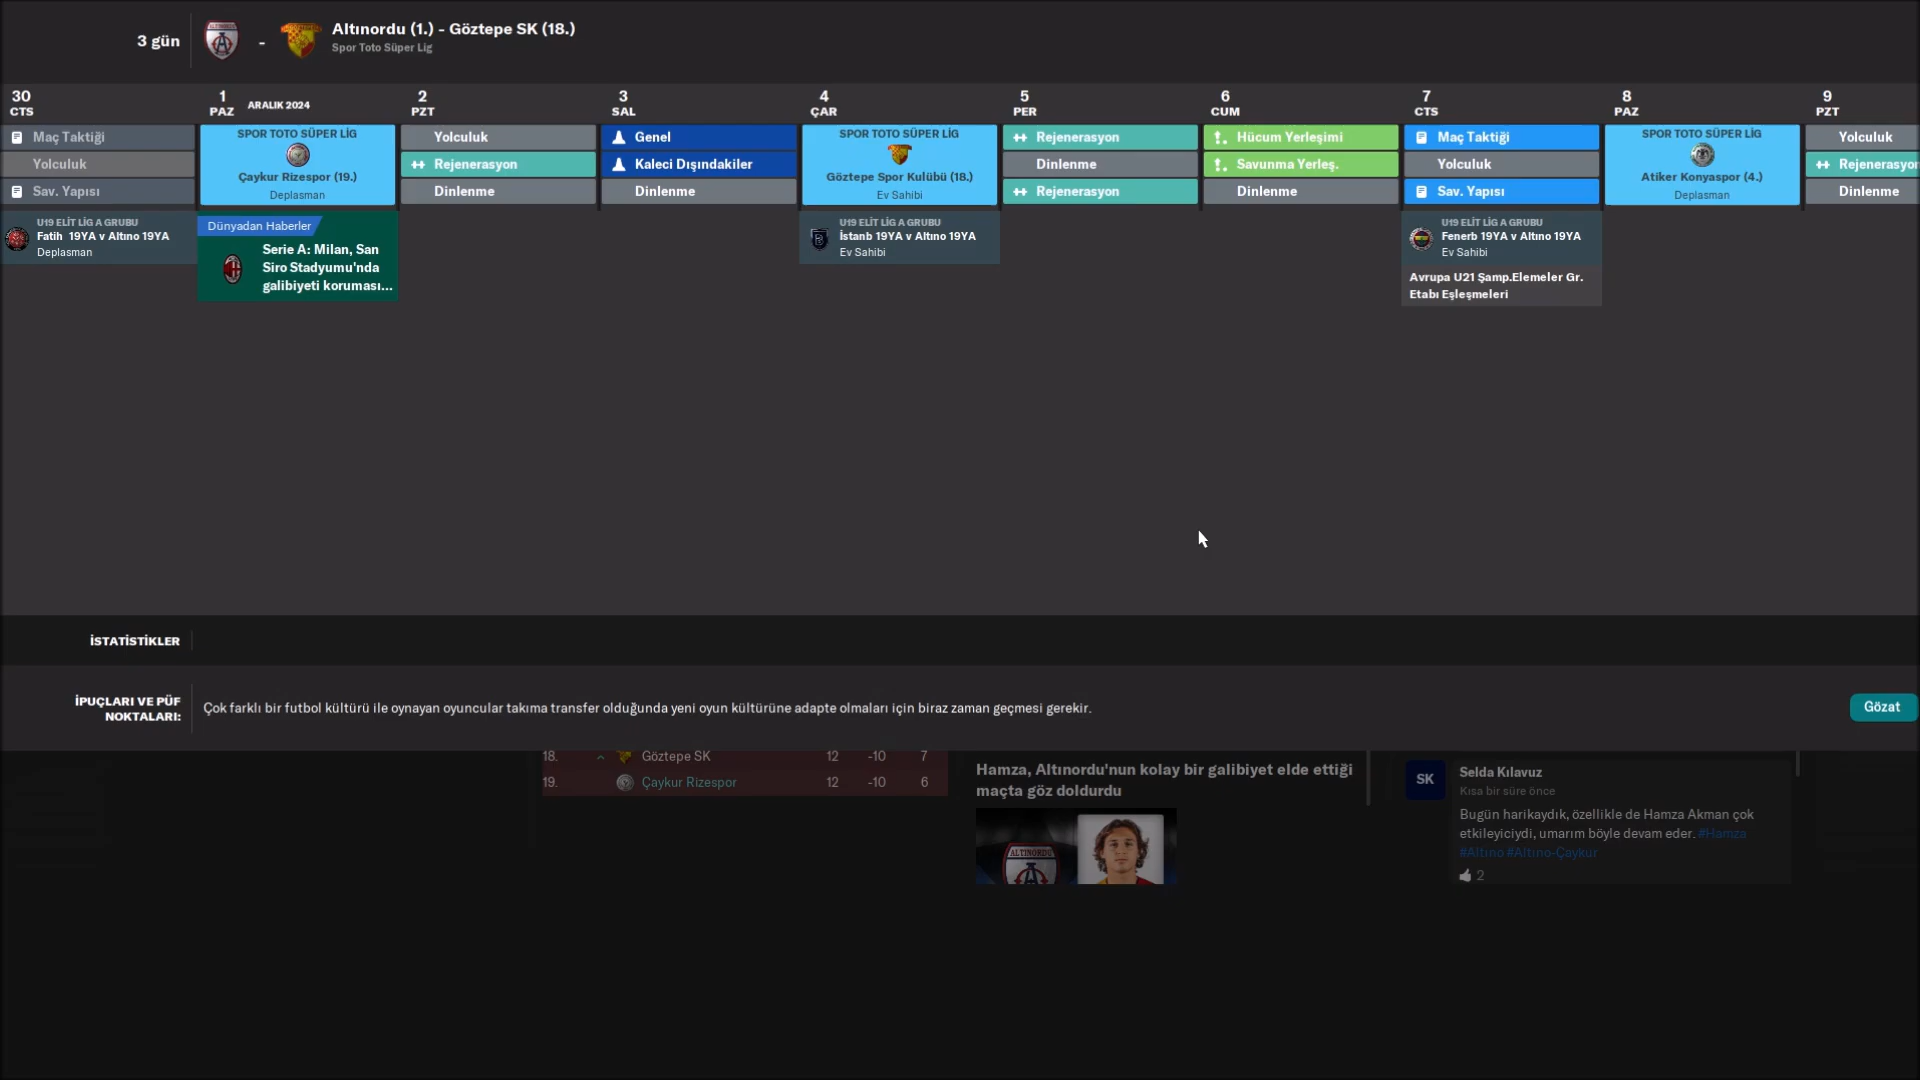 3 gün
-
Altınordu (1.) - Göztepe SK (18.)
Spor Toto Süper Lig
30
CTS
1
PAZ
ARALIK 2024
2
PZT
3
SAL
4
ÇAR
5
PER
6
CUM
7
CTS
8
PAZ
9
PZT
Maç Taktiği
Yolculuk
Sav. Yapısı
U19 ELİT LİG A GRUBU
Fatih 19YA v Altıno 19YA
Deplasman
SPOR TOTO SÜPER LİG
Çaykur Rizespor (19.)
Deplasman
Dünyadan Haberler
Serie A: Milan, San
Siro Stadyumu'nda
galibiyeti koruması...
Yolculuk
Rejenerasyon
Dinlenme
Genel
Kaleci Dışındakiler
Dinlenme
SPOR TOTO SÜPER LİG
Göztepe Spor Kulübü (18.)
Ev Sahibi
U19 ELİT LİG A GRUBU
İstanb 19YA v Altıno 19YA
Ev Sahibi
Rejenerasyon
Dinlenme
Rejenerasyon
Hücum Yerleşimi
Savunma Yerleş.
Dinlenme
Maç Taktiği
Yolculuk
Sav. Yapısı
U19 ELİT LİG A GRUBU
Fenerb 19YA v Altıno 19YA
Ev Sahibi
Avrupa U21 Şamp.Elemeler Gr.
Etabı Eşleşmeleri
SPOR TOTO SÜPER LİG
Atiker Konyaspor (4.)
Deplasman
Yolculuk
Rejenerasyon
Dinlenme
İSTATİSTİKLER
İPUÇLARI VE PÜF
NOKTALARI:
Çok farklı bir futbol kültürü ile oynayan oyuncular takıma transfer olduğunda yeni oyun kültürüne adapte olmaları için biraz zaman geçmesi gerekir.
Gözat
18. Göztepe SK 12 -10 7
19. Çaykur Rizespor 12 -10 6
Hamza, Altınordu'nun kolay bir galibiyet elde ettiği
maçta göz doldurdu
ALTINORDU
SK
Selda Kılavuz
Kısa bir süre önce
Bugün harikaydık, özellikle de Hamza Akman çok
etkileyiciydi, umarım böyle devam eder. #Hamza
#Altıno #Altıno-Çaykur
2